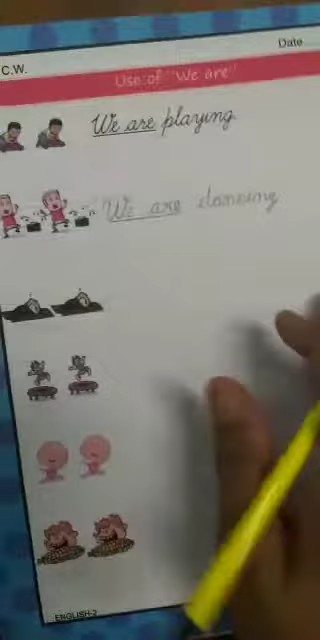 Date
C.W.
Use of "We are"
We are playing.
We are dancing
ENGLISH-2